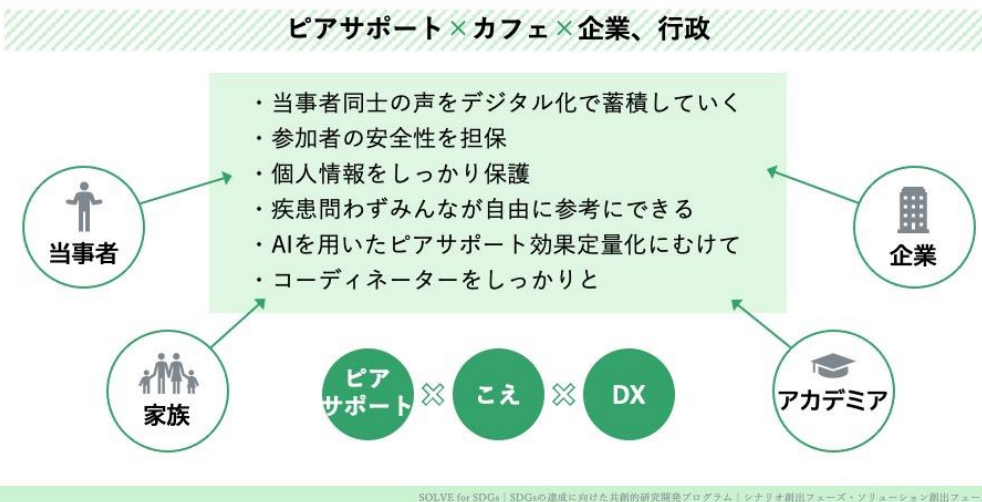 ピアサポート×カフェ×企業、行政
・当事者同士の声をデジタル化で蓄積していく
・参加者の安全性を担保
・個人情報をしっかり保護
・疾患問わずみんなが自由に参考にできる
・AIを用いたピアサポート効果定量化にむけて
・コーディネーターをしっかりと
当事者
企業
家族
アカデミア
ピア
サポート
×
こえ
×
DX
SOLVE for SDGs｜SDGsの達成に向けた共創的研究開発プログラム｜シナリオ創出フェーズ・ソリューション創出フェー